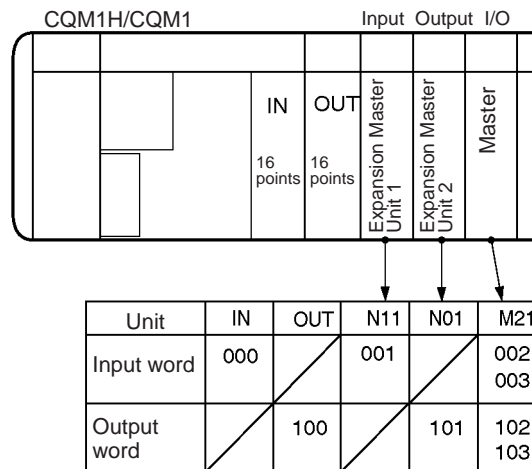 CQM1H/CQM1
Input Output I/O
IN OUT
16 points
16 points
Expansion Master Unit 1
Expansion Master Unit 2
Master
Unit IN OUT N11 N01 M21
Input word 000 001 002
003
Output word 100 101 102
103